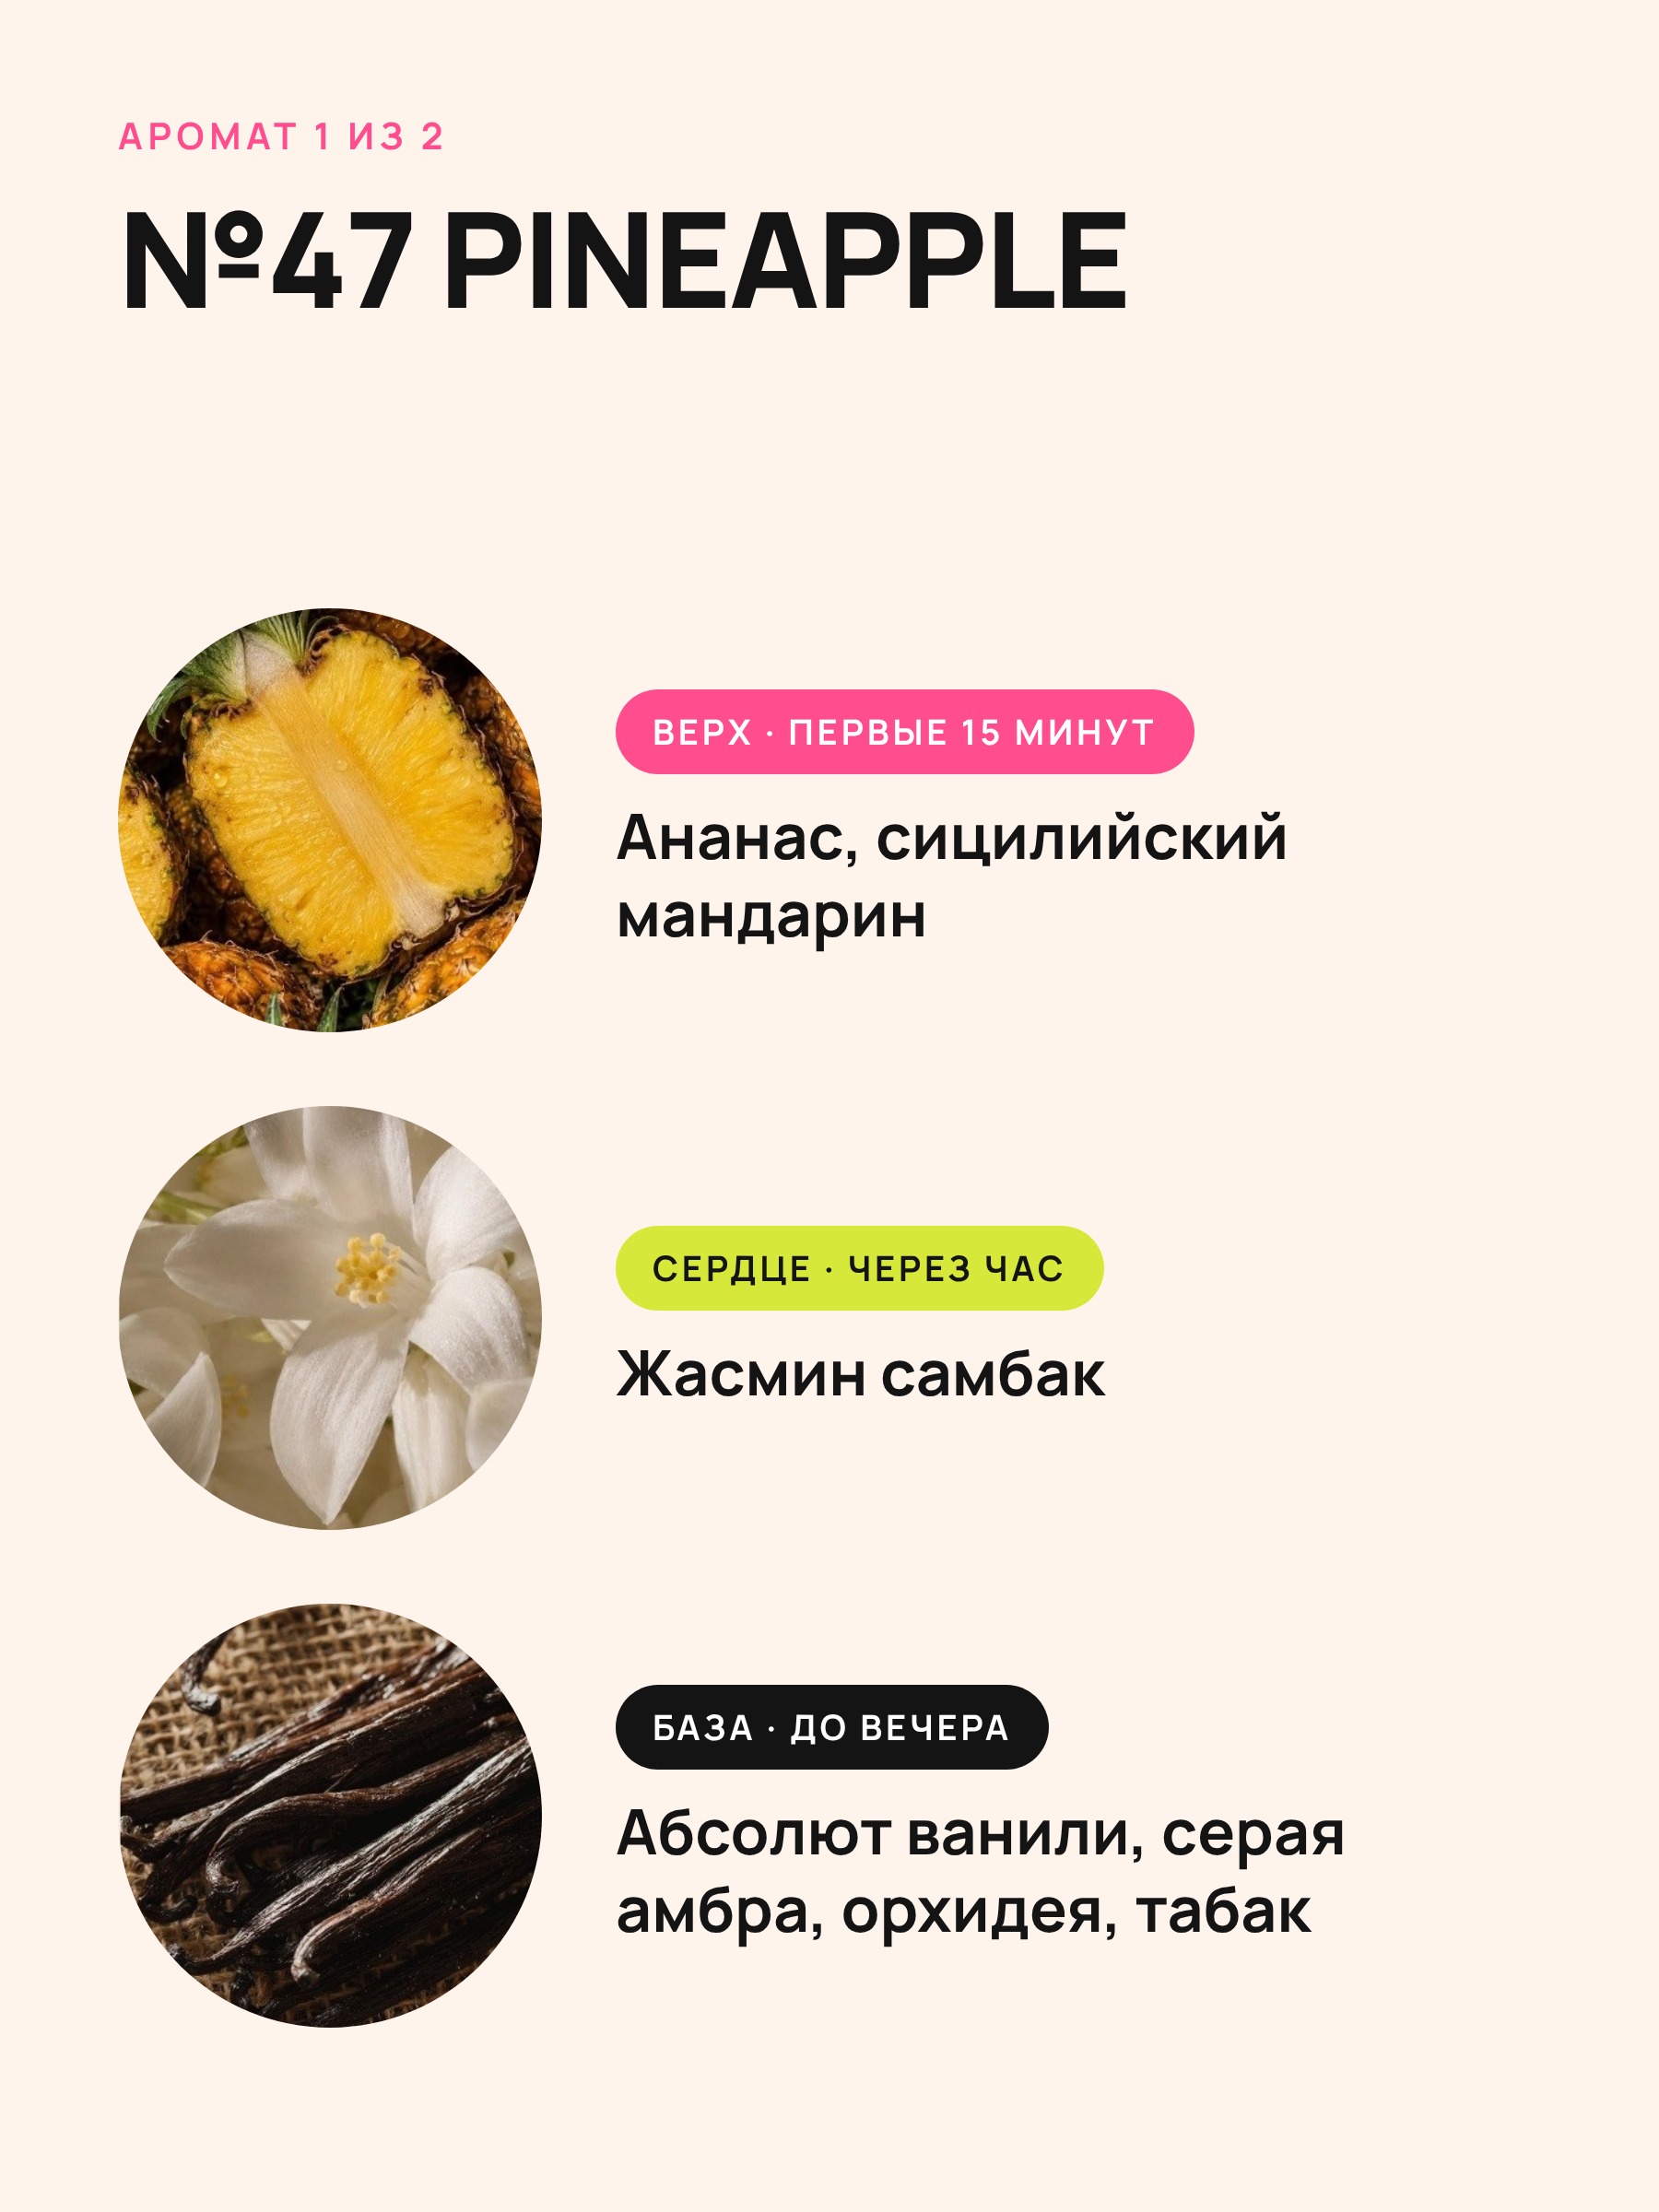 АРОМАТ 1 ИЗ 2
№47 PINEAPPLE
ВЕРХ · ПЕРВЫЕ 15 МИНУТ
Ананас, сицилийский
мандарин
СЕРДЦЕ · ЧЕРЕЗ ЧАС
Жасмин самбак
БАЗА · ДО ВЕЧЕРА
Абсолют ванили, серая
амбра, орхидея, табак